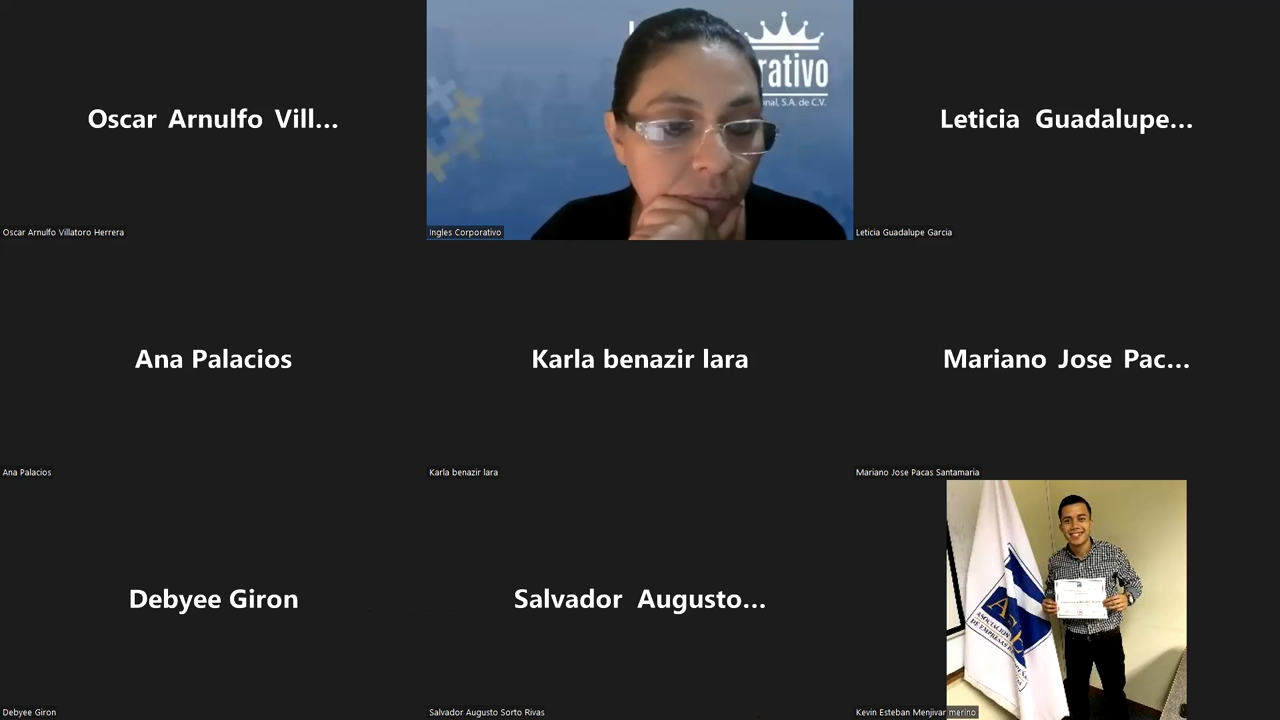 Oscar Arnulfo Vill...
Oscar Arnulfo Villatoro Herrera
rativo
onal, S.A. de C.V.
Ingles Corporativo
Leticia Guadalupe...
Leticia Guadalupe Garcia
Ana Palacios
Ana Palacios
Karla benazir lara
Karla benazir lara
Mariano Jose Pac...
Mariano Jose Pacas Santamaria
Debyee Giron
Debyee Giron
Salvador Augusto...
Salvador Augusto Sorto Rivas
Kevin Esteban Menjivar merino